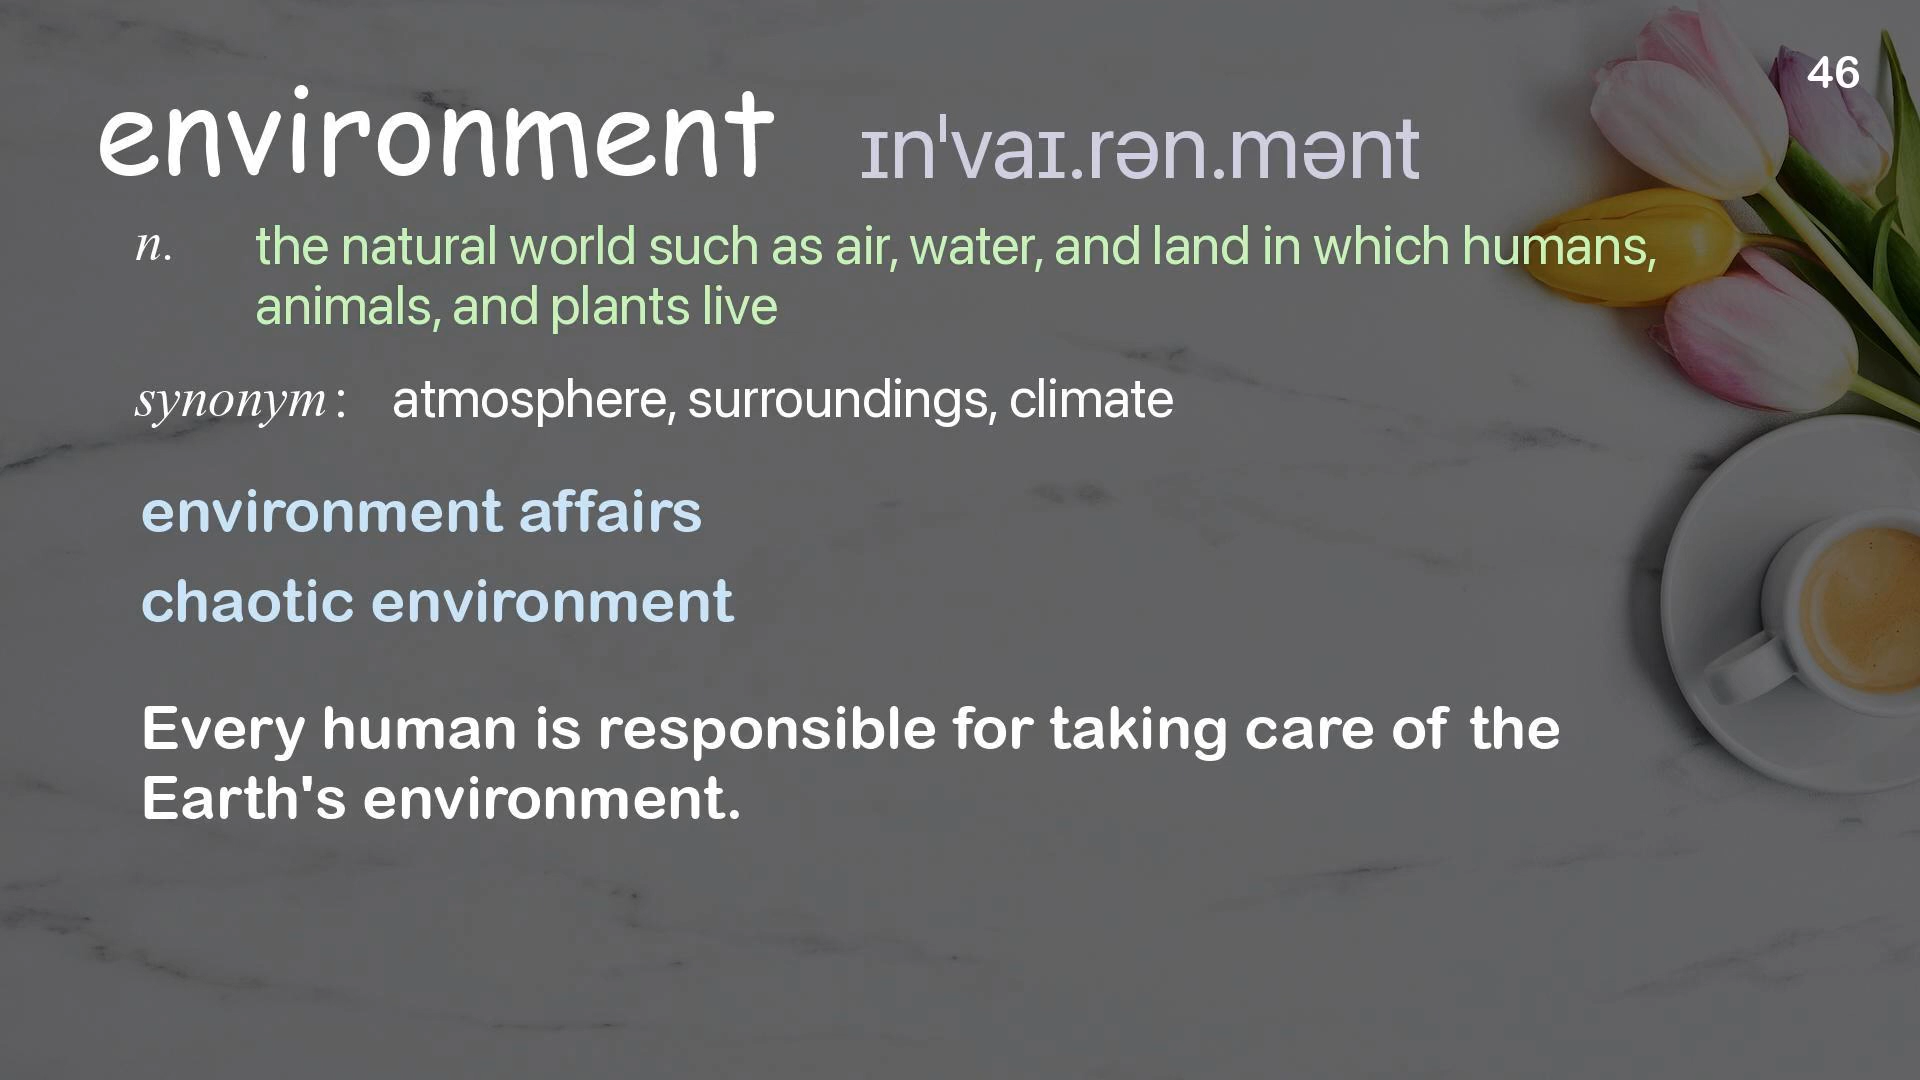 46
environment ɪnˈvaɪ.rən.mənt
n. the natural world such as air, water, and land in which humans,
animals, and plants live
synonym : atmosphere, surroundings, climate
environment affairs
chaotic environment
Every human is responsible for taking care of the
Earth's environment.